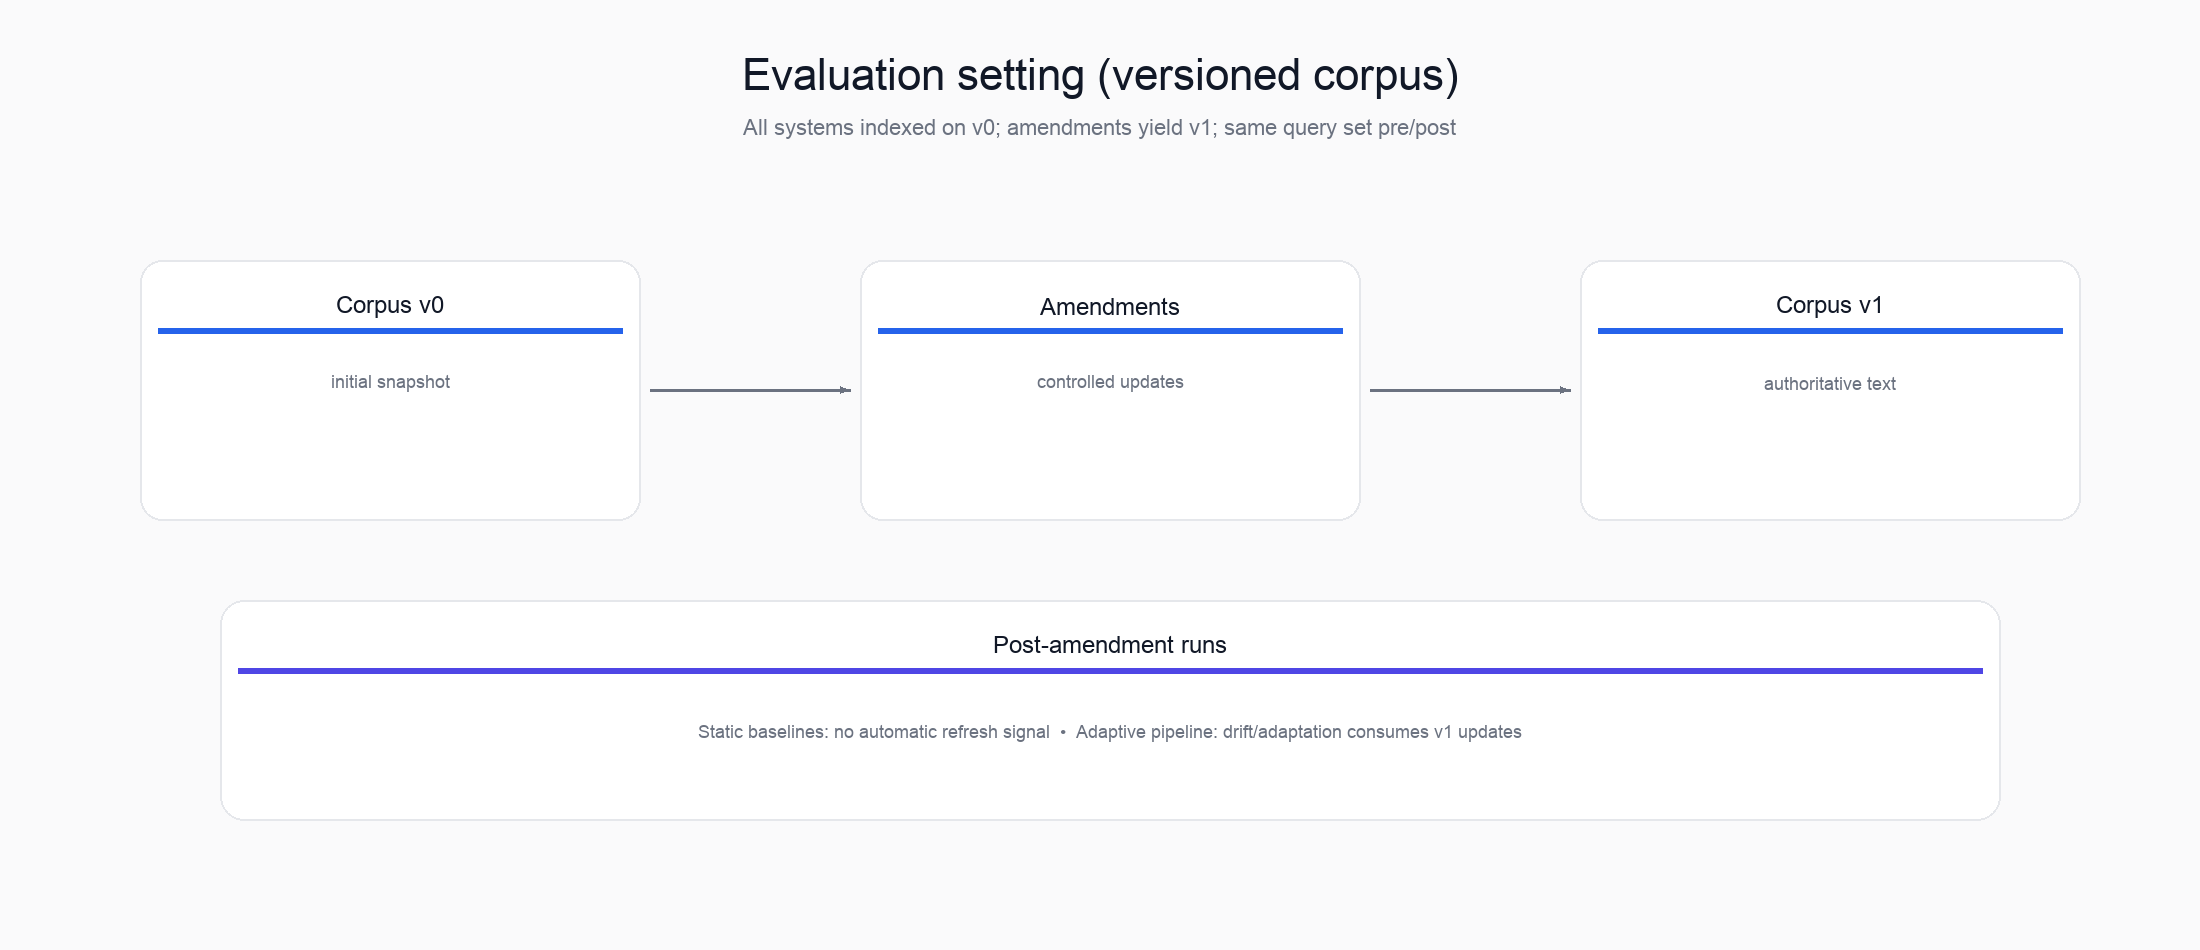 Evaluation setting (versioned corpus)
All systems indexed on v0; amendments yield v1; same query set pre/post
Corpus v0
initial snapshot
Amendments
controlled updates
Corpus v1
authoritative text
Post-amendment runs
Static baselines: no automatic refresh signal • Adaptive pipeline: drift/adaptation consumes v1 updates